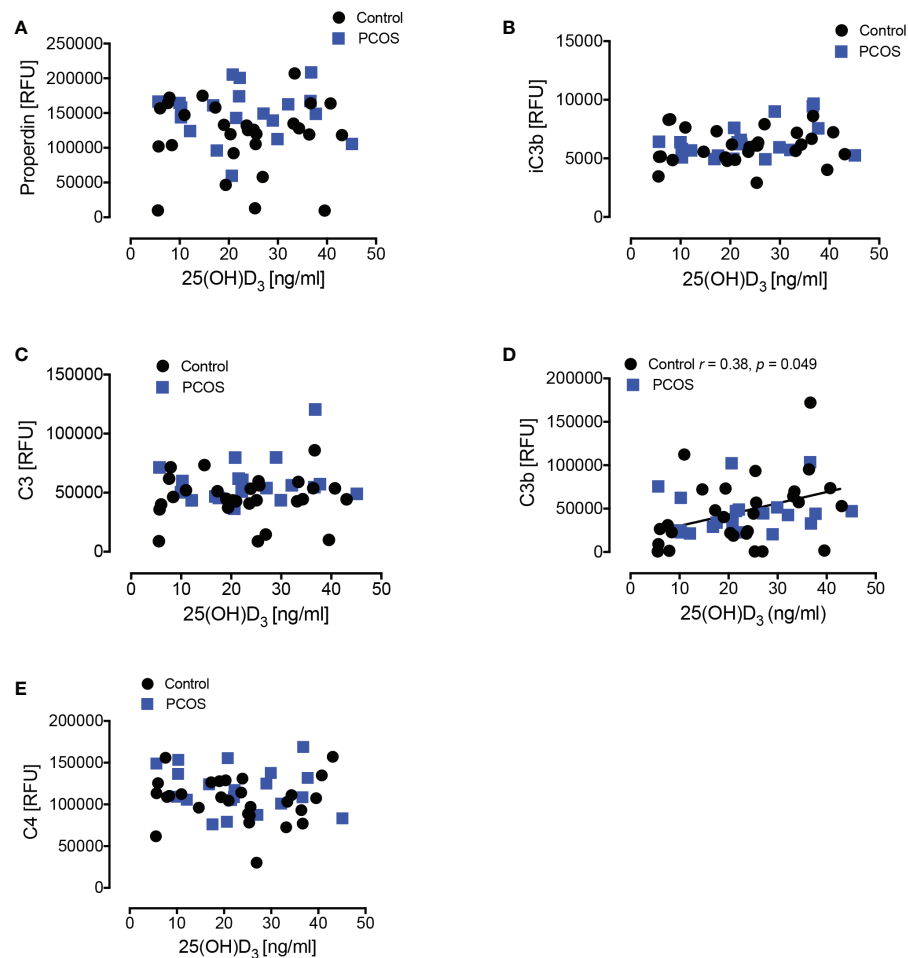 A
Control
PCOS
250000
200000
150000
100000
50000
0
Properdin [RFU]
0 10 20 30 40 50
25(OH)D3 [ng/ml]
B
Control
PCOS
15000
10000
5000
0
iC3b [RFU]
0 10 20 30 40 50
25(OH)D3 [ng/ml]
C
Control
PCOS
150000
100000
50000
0
C3 [RFU]
0 10 20 30 40 50
25(OH)D3 [ng/ml]
D
Control r = 0.38, p = 0.049
PCOS
200000
150000
100000
50000
0
C3b [RFU]
0 10 20 30 40 50
25(OH)D3 (ng/ml)
E
Control
PCOS
200000
150000
100000
50000
0
C4 [RFU]
0 10 20 30 40 50
25(OH)D3 [ng/ml]